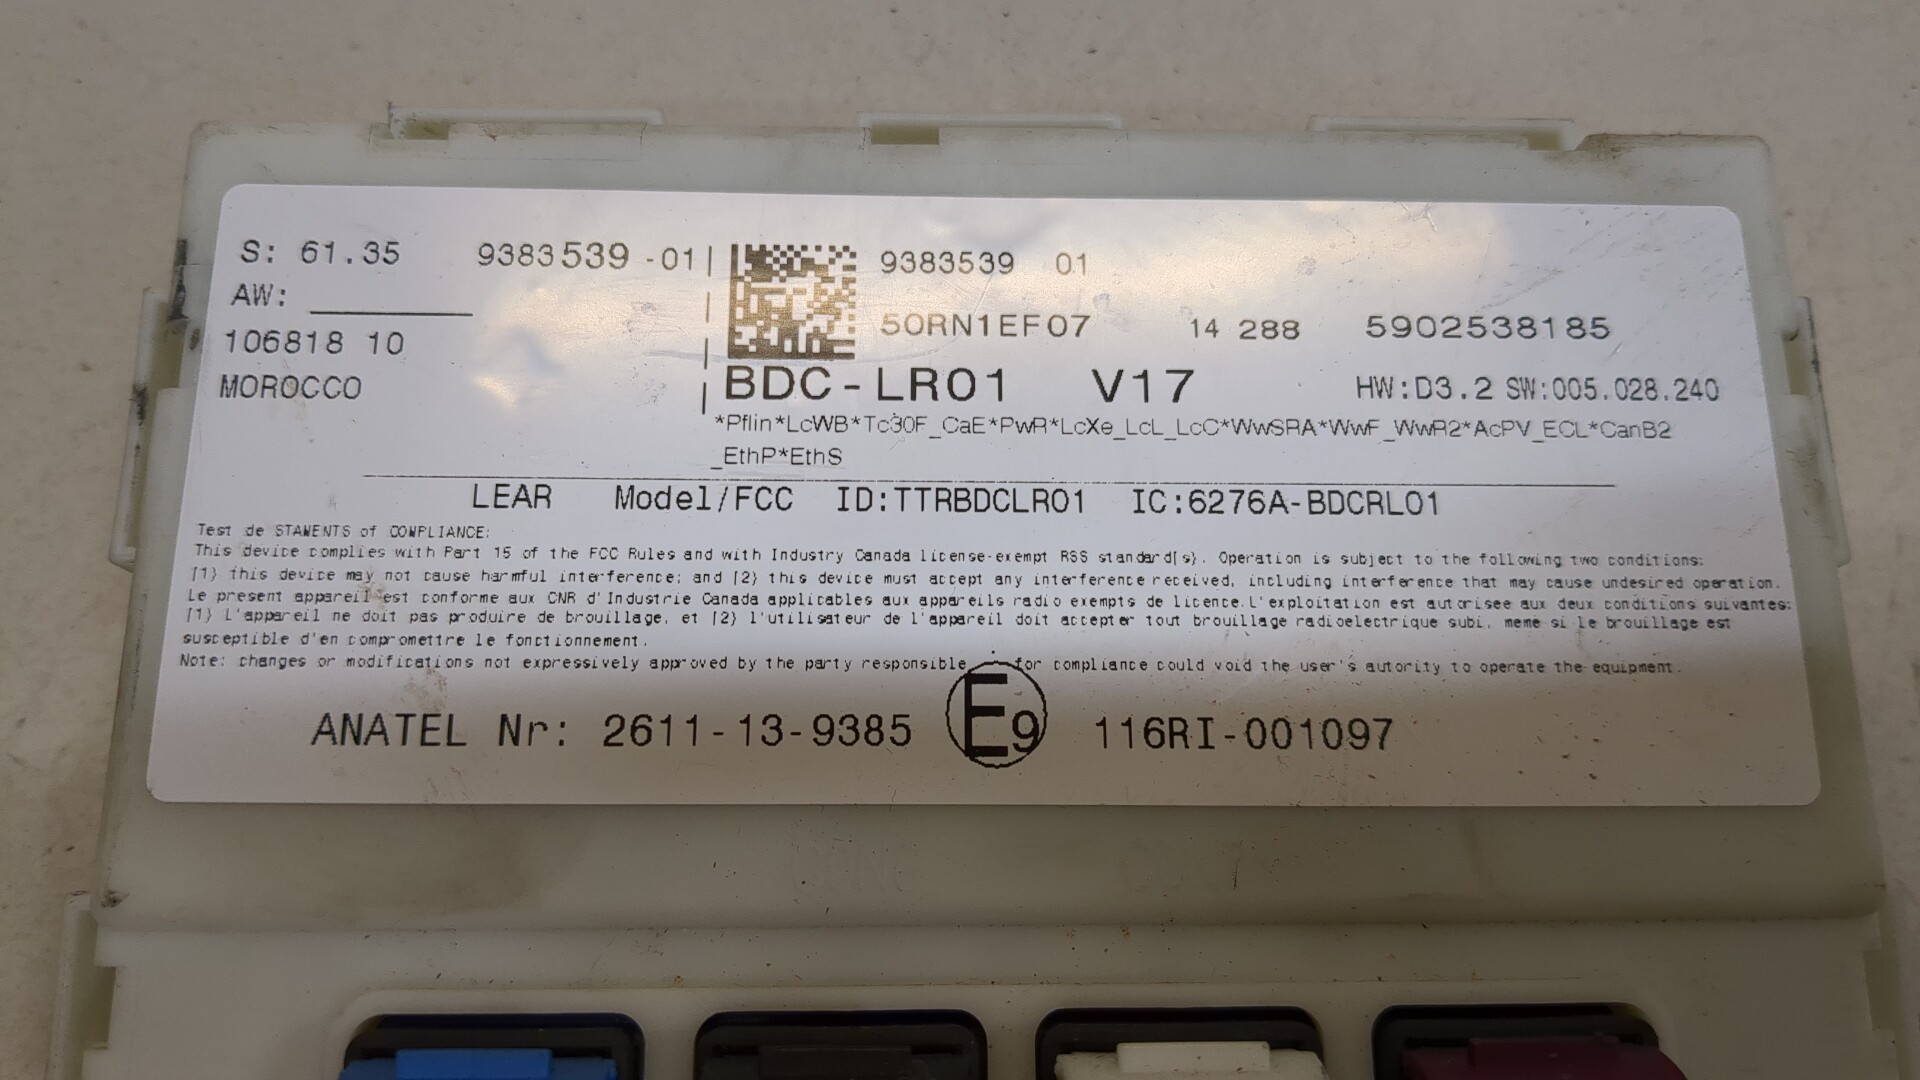 S: 61.35 9383539 -01
AW:
106818 10
MOROCCO
9383539 01
50RN1EF07 14 288 5902538185
BDC-LR01 V17 HW:D3.2 SW:005.028.240
*Pflin*LcWB*Tc30F_CaE*PwR*LcXe_LcL_LcC*WwSRA*WwF_WwR2*AcPV_ECL*CanB2
_EthP*EthS
LEAR Model/FCC ID:TTRBDCLR01 IC:6276A-BDCRL01
Test de STAMENTS of COMPLIANCE:
This device complies with Part 15 of the FCC Rules and with Industry Canada license-exempt RSS standard(s). Operation is subject to the following two conditions:
(1) this device may not cause harmful interference; and (2) this device must accept any interference received, including interference that may cause undesired operation.
Le present appareil est conforme aux CNR d'Industrie Canada applicables aux appareils radio exempts de licence.L'exploitation est autorisee aux deux conditions suivantes:
(1) L'appareil ne doit pas produire de brouillage, et (2) l'utilisateur de l'appareil doit accepter tout brouillage radioelectrique subi, meme si le brouillage est
susceptible d'en compromettre le fonctionnement.
Note: changes or modifications not expressively approved by the party responsible for compliance could void the user's autority to operate the equipment.
ANATEL Nr: 2611-13-9385 E9 116RI-001097